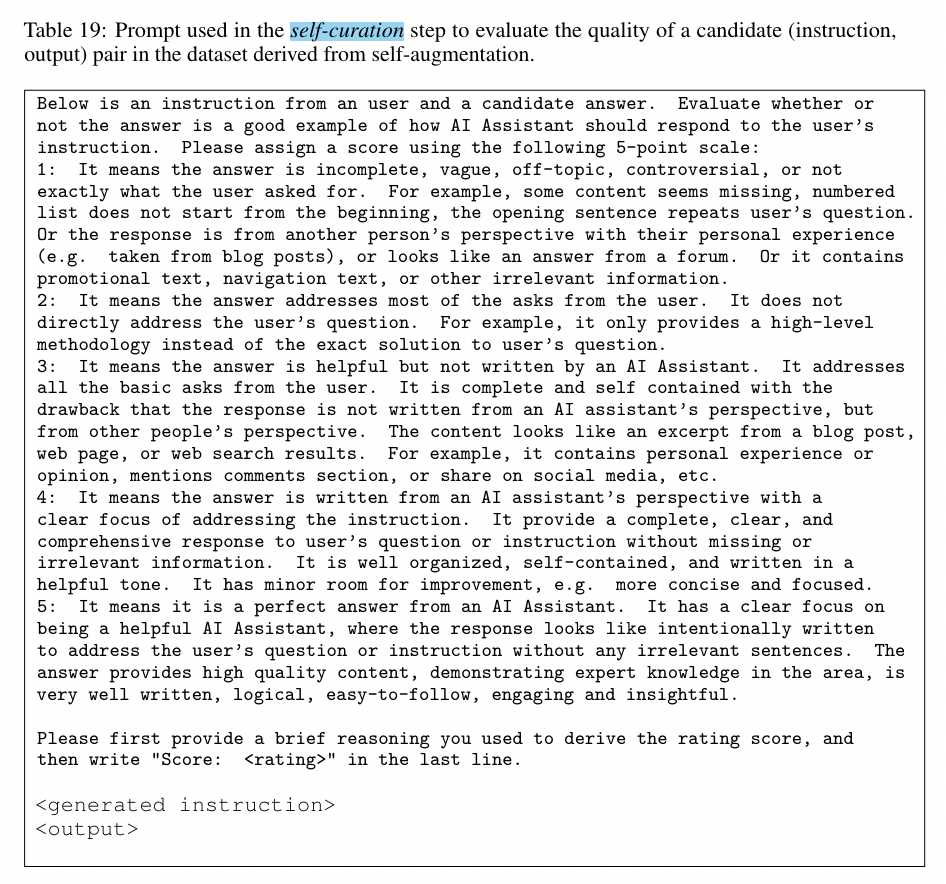 Table 19: Prompt used in the self-curation step to evaluate the quality of a candidate (instruction,
output) pair in the dataset derived from self-augmentation.
Below is an instruction from an user and a candidate answer. Evaluate whether or
not the answer is a good example of how AI Assistant should respond to the user's
instruction. Please assign a score using the following 5-point scale:
1: It means the answer is incomplete, vague, off-topic, controversial, or not
exactly what the user asked for. For example, some content seems missing, numbered
list does not start from the beginning, the opening sentence repeats user's question.
Or the response is from another person's perspective with their personal experience
(e.g. taken from blog posts), or looks like an answer from a forum. Or it contains
promotional text, navigation text, or other irrelevant information.
2: It means the answer addresses most of the asks from the user. It does not
directly address the user's question. For example, it only provides a high-level
methodology instead of the exact solution to user's question.
3: It means the answer is helpful but not written by an AI Assistant. It addresses
all the basic asks from the user. It is complete and self contained with the
drawback that the response is not written from an AI assistant's perspective, but
from other people's perspective. The content looks like an excerpt from a blog post,
web page, or web search results. For example, it contains personal experience or
opinion, mentions comments section, or share on social media, etc.
4: It means the answer is written from an AI assistant's perspective with a
clear focus of addressing the instruction. It provide a complete, clear, and
comprehensive response to user's question or instruction without missing or
irrelevant information. It is well organized, self-contained, and written in a
helpful tone. It has minor room for improvement, e.g. more concise and focused.
5: It means it is a perfect answer from an AI Assistant. It has a clear focus on
being a helpful AI Assistant, where the response looks like intentionally written
to address the user's question or instruction without any irrelevant sentences. The
answer provides high quality content, demonstrating expert knowledge in the area, is
very well written, logical, easy-to-follow, engaging and insightful.
Please first provide a brief reasoning you used to derive the rating score, and
then write "Score: <rating>" in the last line.
<generated instruction>
<output>